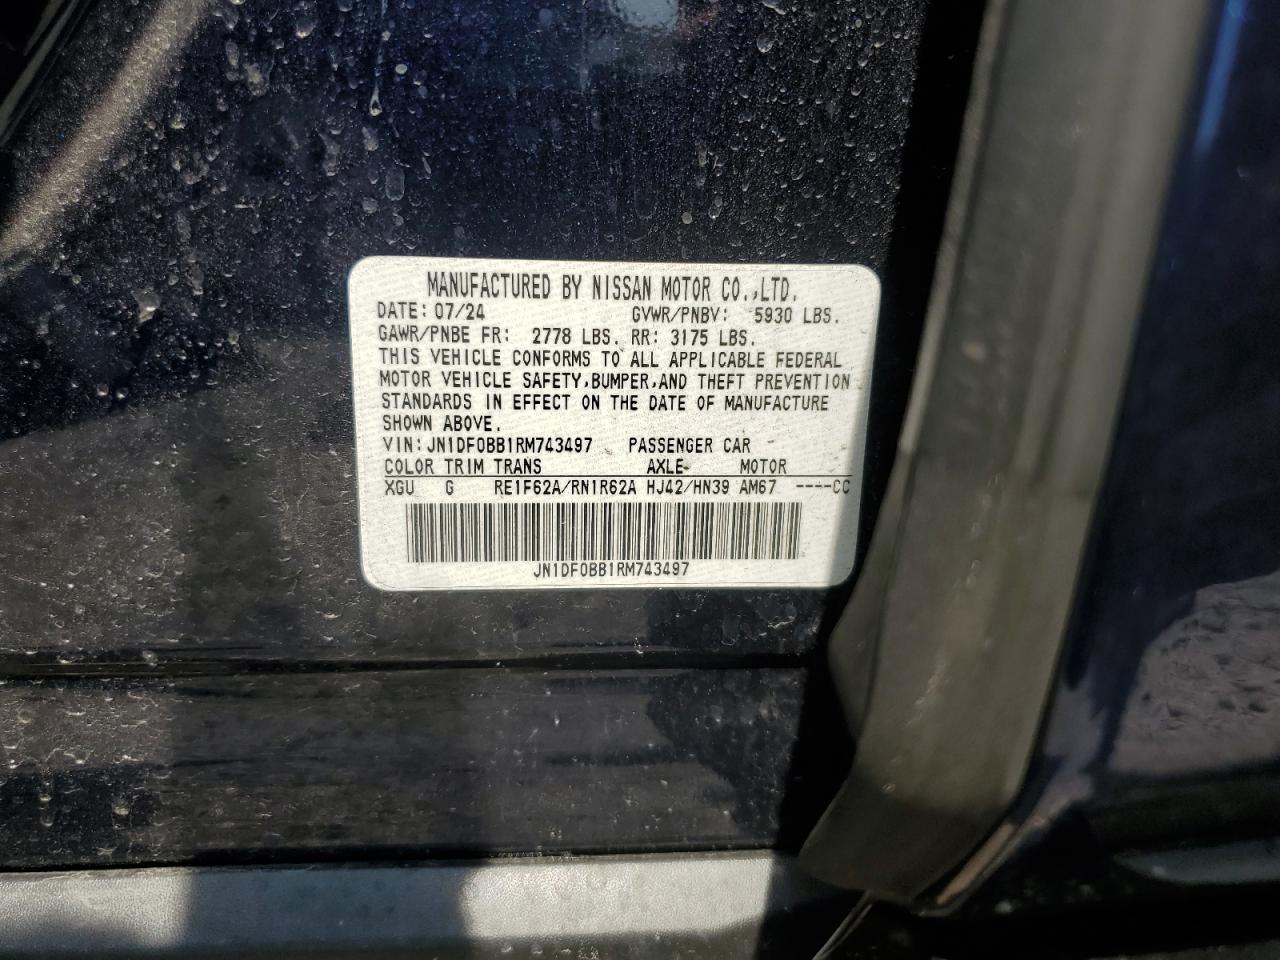 MANUFACTURED BY NISSAN MOTOR CO.,LTD.
DATE: 07/24 GVWR/PNBV: 5930 LBS.
GAWR/PNBE FR: 2778 LBS. RR: 3175 LBS.
THIS VEHICLE CONFORMS TO ALL APPLICABLE FEDERAL
MOTOR VEHICLE SAFETY,BUMPER,AND THEFT PREVENTION
STANDARDS IN EFFECT ON THE DATE OF MANUFACTURE
SHOWN ABOVE.
VIN: JN1DF0BB1RM743497 PASSENGER CAR
COLOR TRIM TRANS AXLE MOTOR
XGU G RE1F62A/RN1R62A HJ42/HN39 AM67 ----CC
JN1DF0BB1RM743497